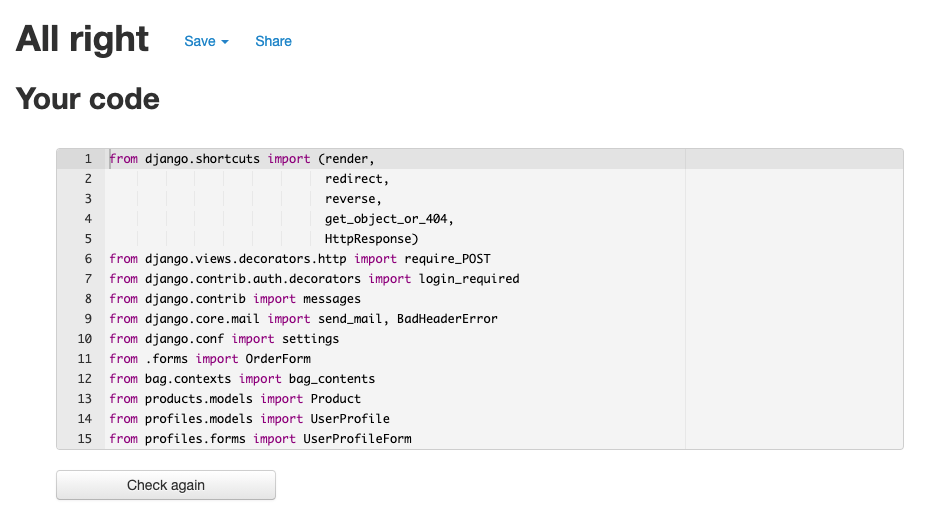 All right Save Share
Your code
1 from django.shortcuts import (render,
2 redirect,
3 reverse,
4 get_object_or_404,
5 HttpResponse)
6 from django.views.decorators.http import require_POST
7 from django.contrib.auth.decorators import login_required
8 from django.contrib import messages
9 from django.core.mail import send_mail, BadHeaderError
10 from django.conf import settings
11 from .forms import OrderForm
12 from bag.contexts import bag_contents
13 from products.models import Product
14 from profiles.models import UserProfile
15 from profiles.forms import UserProfileForm
Check again